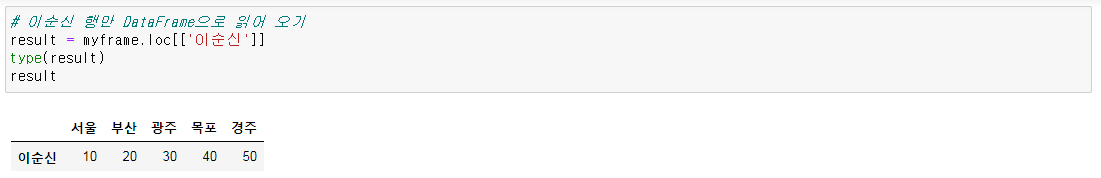 # 이순신 행만 DataFrame으로 읽어 오기
result = myframe.loc[['이순신']]
type(result)
result
서울 부산 광주 목포 경주
이순신 10 20 30 40 50